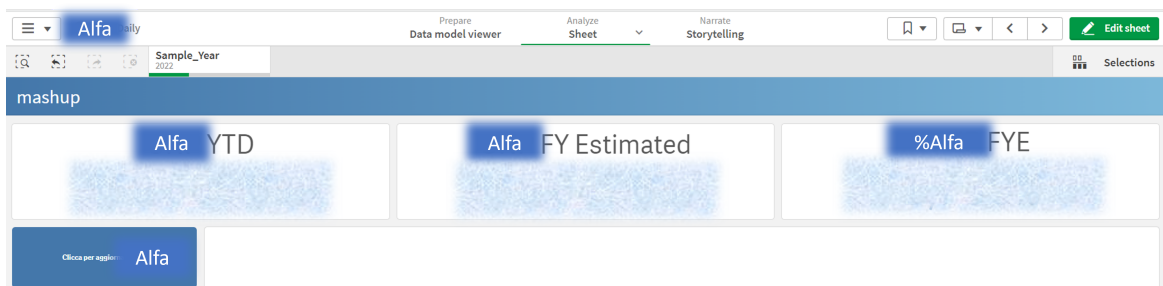 Alfa aily
Prepare
Data model viewer
Analyze
Sheet
Narrate
Storytelling
Edit sheet
Sample_Year
2022
Selections
mashup
Alfa YTD
Alfa FY Estimated
%Alfa FYE
Clicca per Alfa